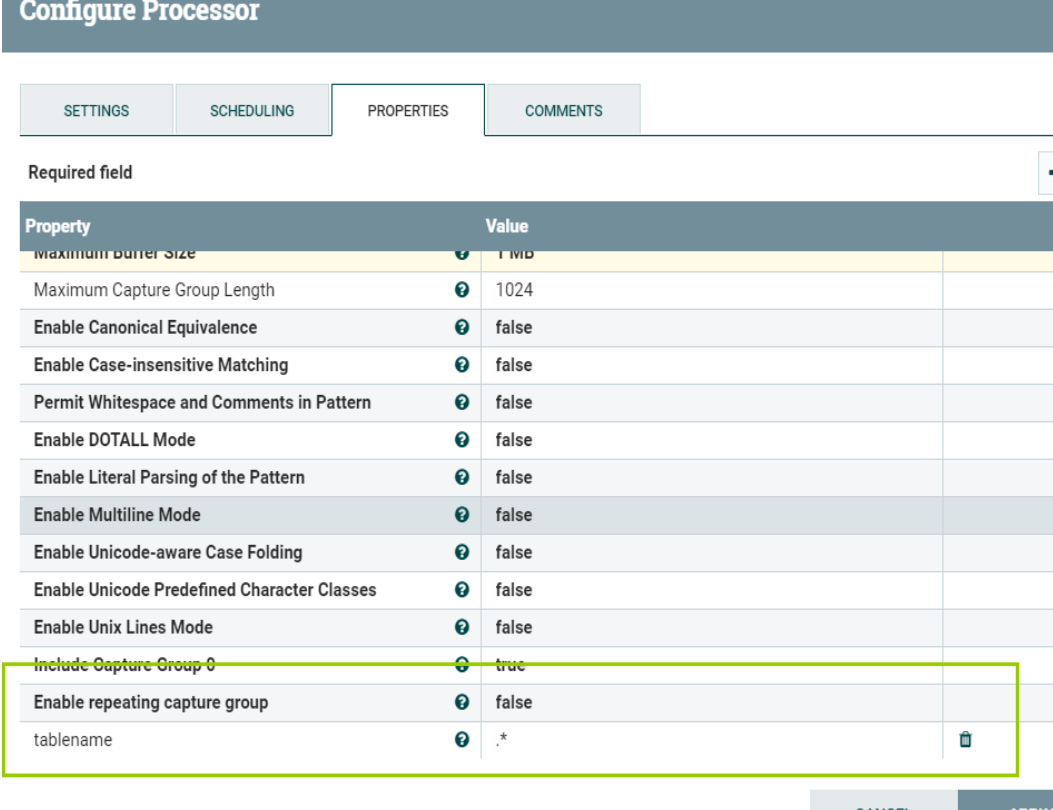 Configure Processor
SETTINGS SCHEDULING PROPERTIES COMMENTS
Required field
Property Value
Maximum Buffer Size 1 MB
Maximum Capture Group Length 1024
Enable Canonical Equivalence false
Enable Case-insensitive Matching false
Permit Whitespace and Comments in Pattern false
Enable DOTALL Mode false
Enable Literal Parsing of the Pattern false
Enable Multiline Mode false
Enable Unicode-aware Case Folding false
Enable Unicode Predefined Character Classes false
Enable Unix Lines Mode false
Include Capture Group 0 true
Enable repeating capture group false
tablename .*
CANCEL